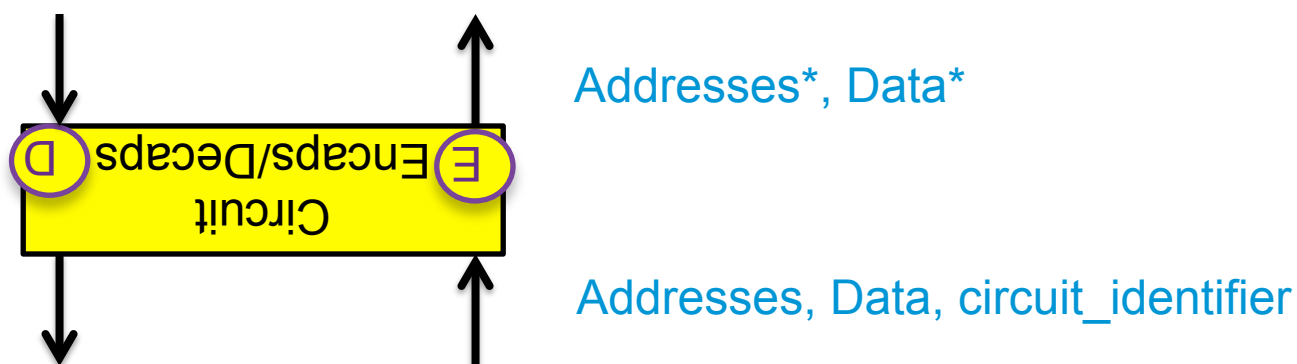 Addresses*, Data*
D Encaps/Decaps E
Circuit
Addresses, Data, circuit_identifier